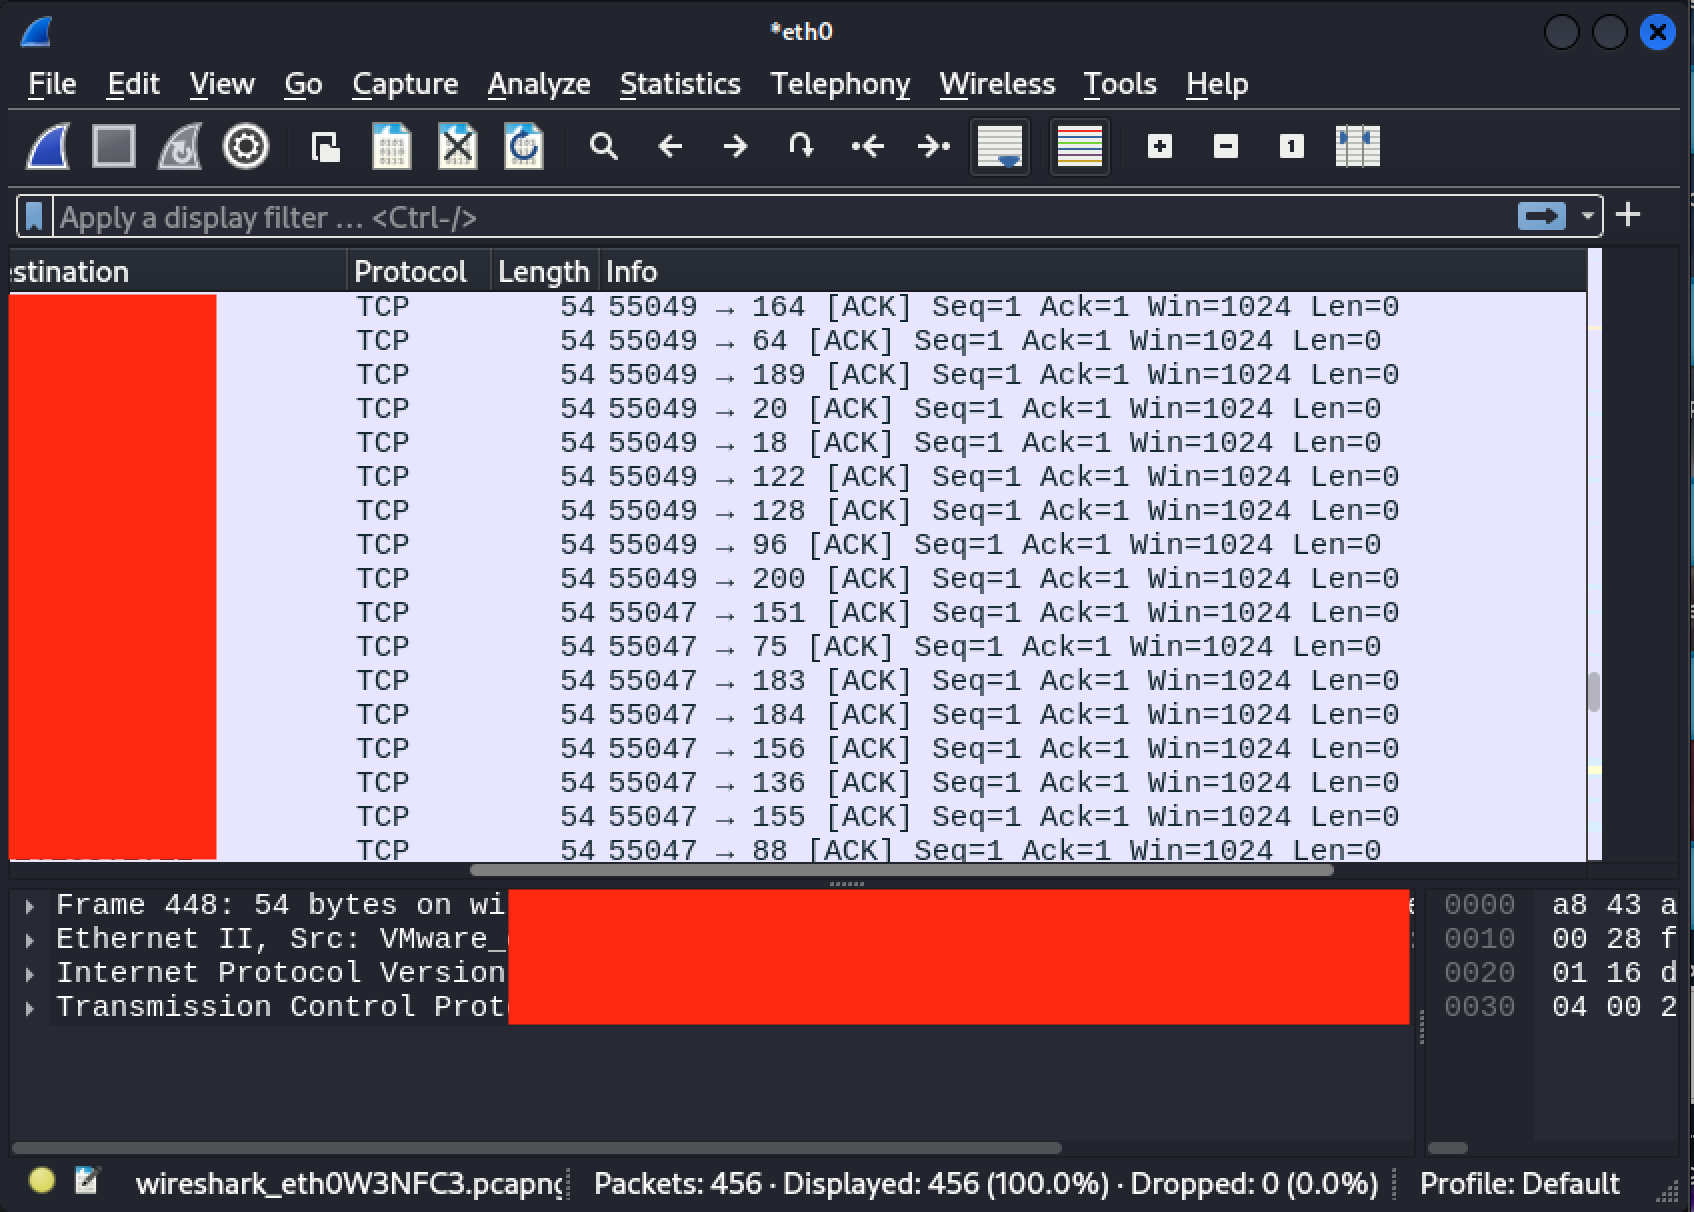 *eth0
File Edit View Go Capture Analyze Statistics Telephony Wireless Tools Help
Apply a display filter … <Ctrl-/>
stination Protocol Length Info
TCP 54 55049 → 164 [ACK] Seq=1 Ack=1 Win=1024 Len=0
TCP 54 55049 → 64 [ACK] Seq=1 Ack=1 Win=1024 Len=0
TCP 54 55049 → 189 [ACK] Seq=1 Ack=1 Win=1024 Len=0
TCP 54 55049 → 20 [ACK] Seq=1 Ack=1 Win=1024 Len=0
TCP 54 55049 → 18 [ACK] Seq=1 Ack=1 Win=1024 Len=0
TCP 54 55049 → 122 [ACK] Seq=1 Ack=1 Win=1024 Len=0
TCP 54 55049 → 128 [ACK] Seq=1 Ack=1 Win=1024 Len=0
TCP 54 55049 → 96 [ACK] Seq=1 Ack=1 Win=1024 Len=0
TCP 54 55049 → 200 [ACK] Seq=1 Ack=1 Win=1024 Len=0
TCP 54 55047 → 151 [ACK] Seq=1 Ack=1 Win=1024 Len=0
TCP 54 55047 → 75 [ACK] Seq=1 Ack=1 Win=1024 Len=0
TCP 54 55047 → 183 [ACK] Seq=1 Ack=1 Win=1024 Len=0
TCP 54 55047 → 184 [ACK] Seq=1 Ack=1 Win=1024 Len=0
TCP 54 55047 → 156 [ACK] Seq=1 Ack=1 Win=1024 Len=0
TCP 54 55047 → 136 [ACK] Seq=1 Ack=1 Win=1024 Len=0
TCP 54 55047 → 155 [ACK] Seq=1 Ack=1 Win=1024 Len=0
TCP 54 55047 → 88 [ACK] Seq=1 Ack=1 Win=1024 Len=0
Frame 448: 54 bytes on wi
Ethernet II, Src: VMware_
Internet Protocol Version
Transmission Control Prot
0000 a8 43 a
0010 00 28 f
0020 01 16 d
0030 04 00 2
wireshark_eth0W3NFC3.pcapng Packets: 456 · Displayed: 456 (100.0%) · Dropped: 0 (0.0%) Profile: Default